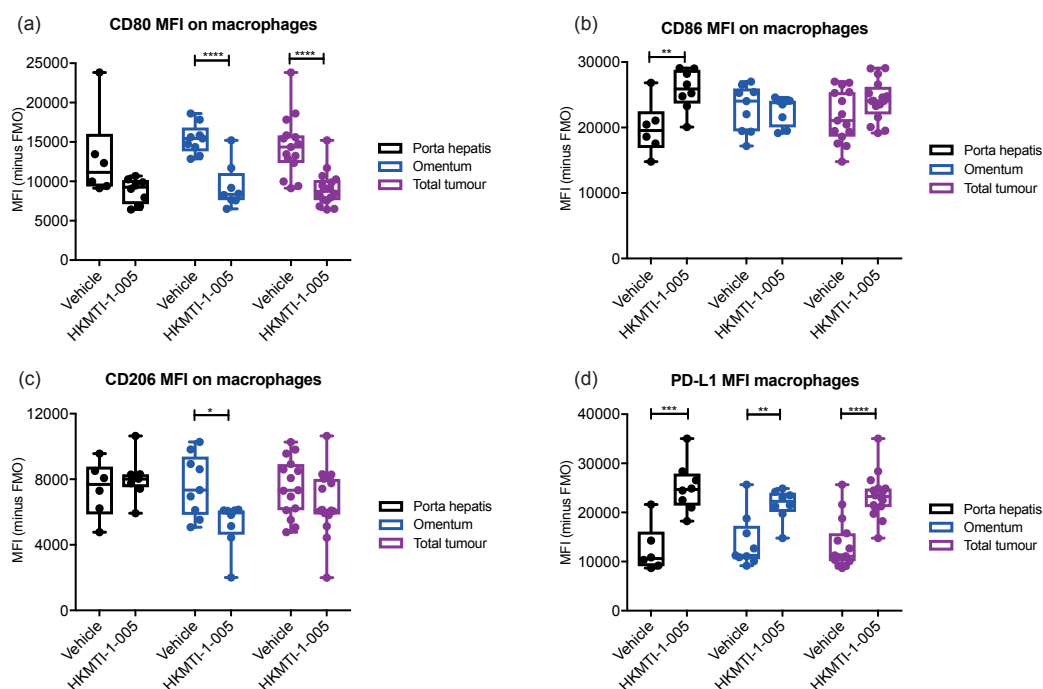 (a)
CD80 MFI on macrophages
****
****
25000
20000
15000
10000
5000
0
MFI (minus FMO)
Vehicle
HKMTI-1-005
Vehicle
HKMTI-1-005
Vehicle
HKMTI-1-005
Porta hepatis
Omentum
Total tumour
(b)
CD86 MFI on macrophages
**
30000
20000
10000
0
MFI (minus FMO)
Vehicle
HKMTI-1-005
Vehicle
HKMTI-1-005
Vehicle
HKMTI-1-005
Porta hepatis
Omentum
Total tumour
(c)
CD206 MFI on macrophages
*
12000
8000
4000
0
MFI (minus FMO)
Vehicle
HKMTI-1-005
Vehicle
HKMTI-1-005
Vehicle
HKMTI-1-005
Porta hepatis
Omentum
Total tumour
(d)
PD-L1 MFI macrophages
***
**
****
40000
30000
20000
10000
0
MFI (minus FMO)
Vehicle
HKMTI-1-005
Vehicle
HKMTI-1-005
Vehicle
HKMTI-1-005
Porta hepatis
Omentum
Total tumour